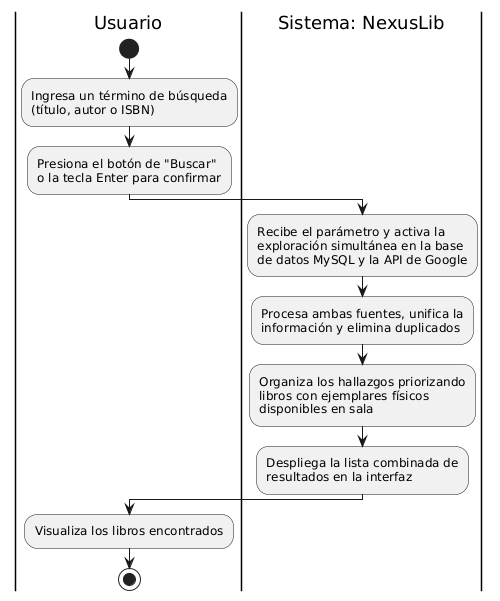 Usuario
Sistema: NexusLib
Ingresa un término de búsqueda
(título, autor o ISBN)
Presiona el botón de "Buscar"
o la tecla Enter para confirmar
Recibe el parámetro y activa la
exploración simultánea en la base
de datos MySQL y la API de Google
Procesa ambas fuentes, unifica la
información y elimina duplicados
Organiza los hallazgos priorizando
libros con ejemplares físicos
disponibles en sala
Despliega la lista combinada de
resultados en la interfaz
Visualiza los libros encontrados